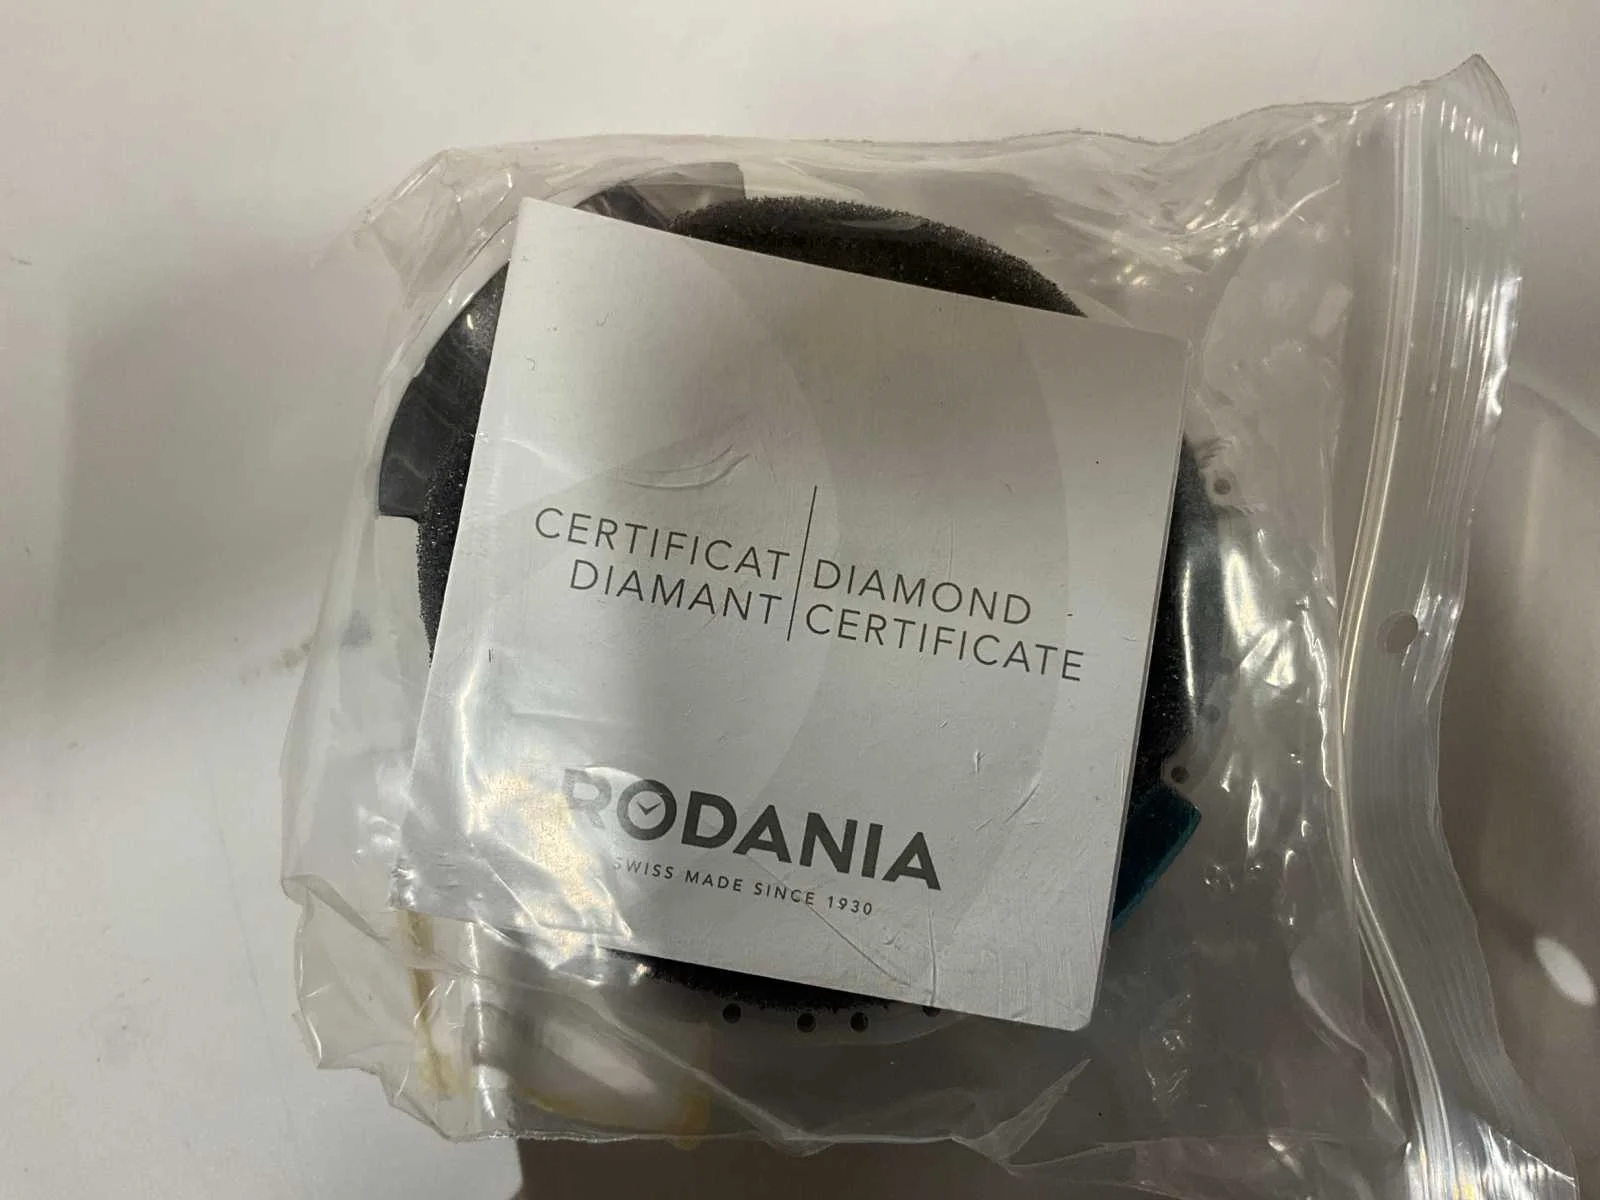 CERTIFICAT
DIAMANT
DIAMOND
CERTIFICATE
RODANIA
SWISS MADE SINCE 1930